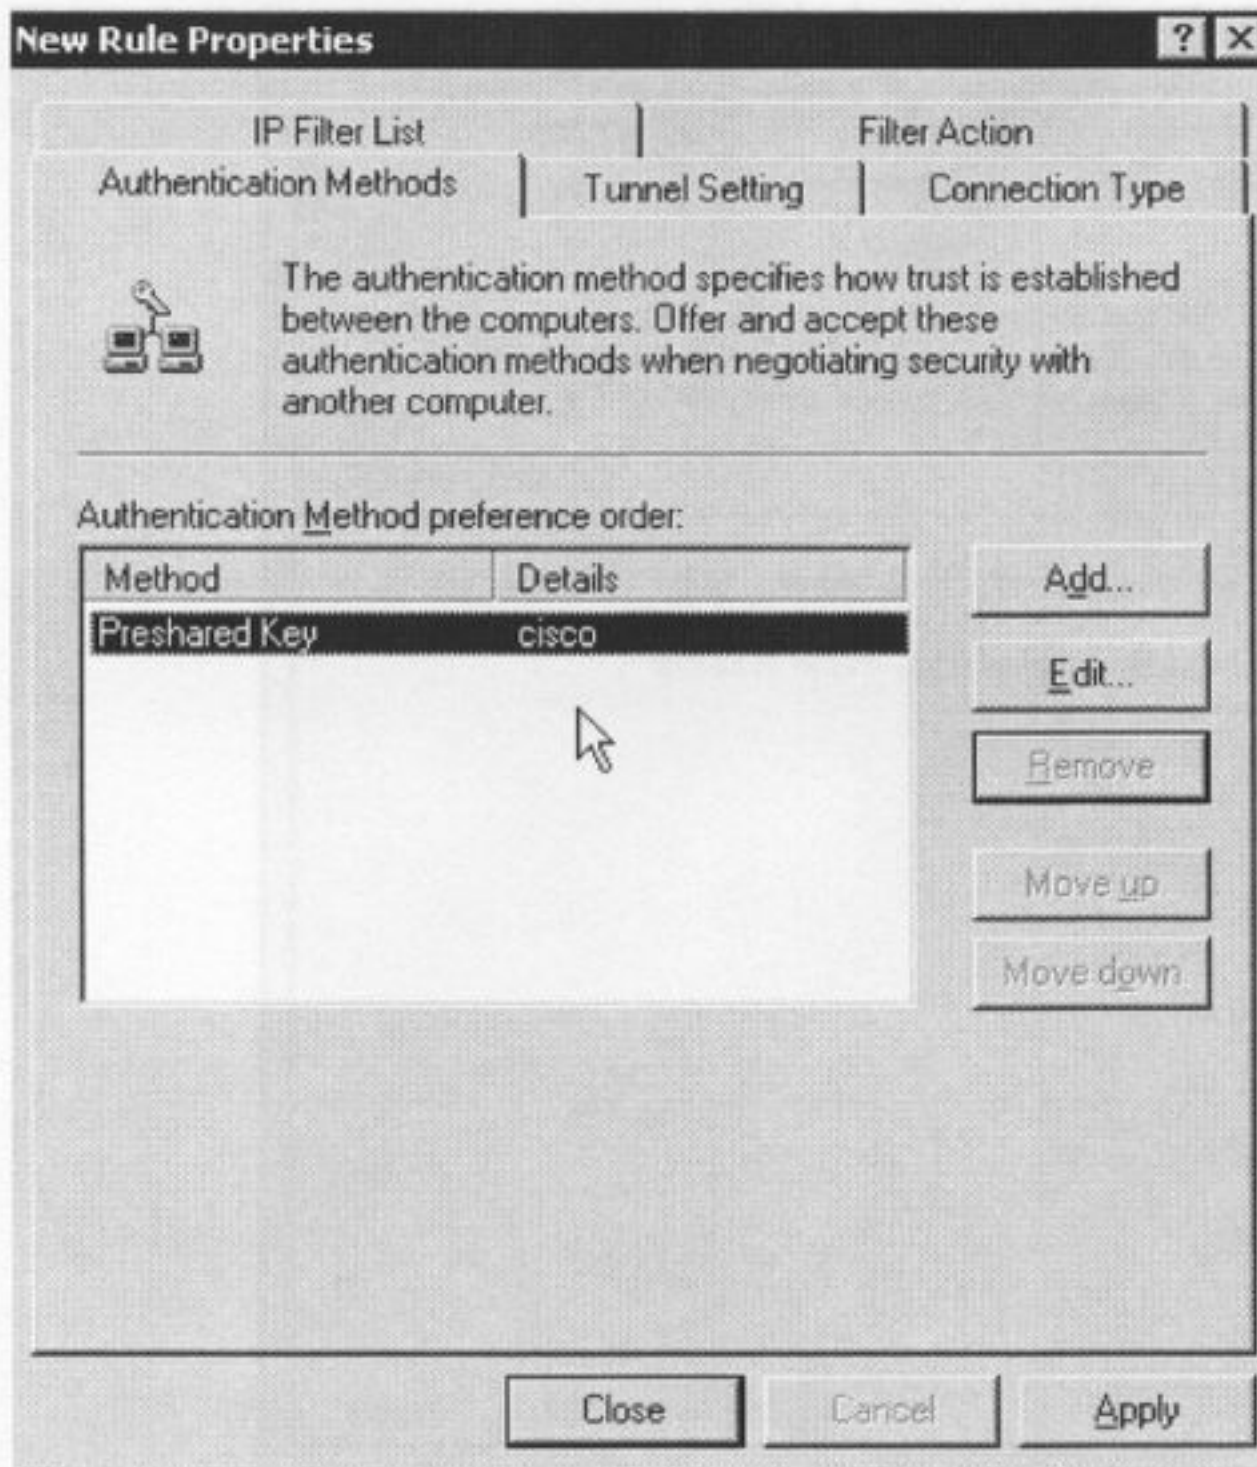 New Rule Properties
IP Filter List
Filter Action
Authentication Methods
Tunnel Setting
Connection Type
The authentication method specifies how trust is established
between the computers. Offer and accept these
authentication methods when negotiating security with
another computer.
Authentication Method preference order:
Method
Details
Preshared Key
cisco
Add...
Edit...
Remove
Move up
Move down
Close
Cancel
Apply